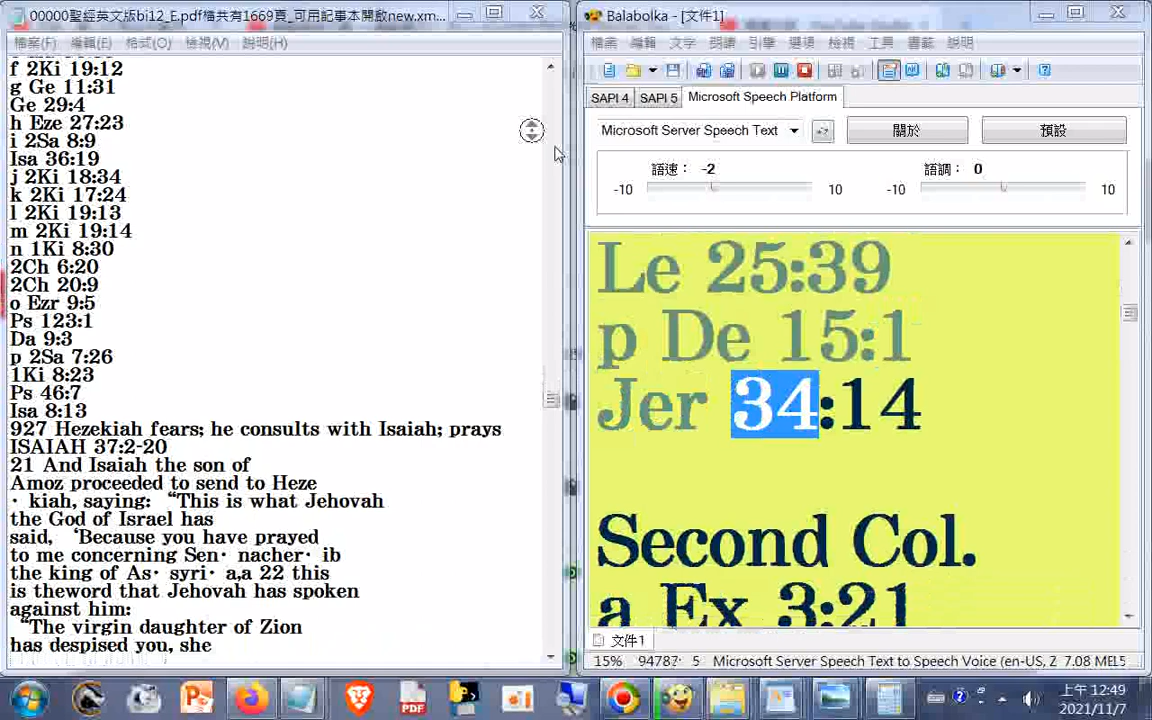 00000聖經英文版bi12_E.pdf檔共有1669頁_可用記事本開啟new.xm...
檔案(F) 編輯(E) 格式(O) 檢視(V) 說明(H)
f 2Ki 19:12
g Ge 11:31
Ge 29:4
h Eze 27:23
i 2Sa 8:9
Isa 36:19
j 2Ki 18:34
k 2Ki 17:24
l 2Ki 19:13
m 2Ki 19:14
n 1Ki 8:30
2Ch 6:20
2Ch 20:9
o Ezr 9:5
Ps 123:1
Da 9:3
p 2Sa 7:26
1Ki 8:23
Ps 46:7
Isa 8:13
927 Hezekiah fears; he consults with Isaiah; prays
ISAIAH 37:2-20
21 And Isaiah the son of
Amoz proceeded to send to Heze
· kiah, saying: “This is what Jehovah
the God of Israel has
said, ‘Because you have prayed
to me concerning Sen· nacher· ib
the king of As· syri· a,a 22 this
is theword that Jehovah has spoken
against him:
“The virgin daughter of Zion
has despised you, she
Balabolka - [文件1]
檔案 編輯 文字 朗讀 引擎 選項 檢視 工具 書籤 說明
SAPI 4 SAPI 5 Microsoft Speech Platform
Microsoft Server Speech Text 關於 預設
語速： -2 語調： 0
-10 10 -10 10
Le 25:39
p De 15:1
Jer 34:14
Second Col.
a Ex 3:21
文件1
15% 94787: 5 Microsoft Server Speech Text to Speech Voice (en-US, Z 7.08 ME
上午 12:49
2021/11/7